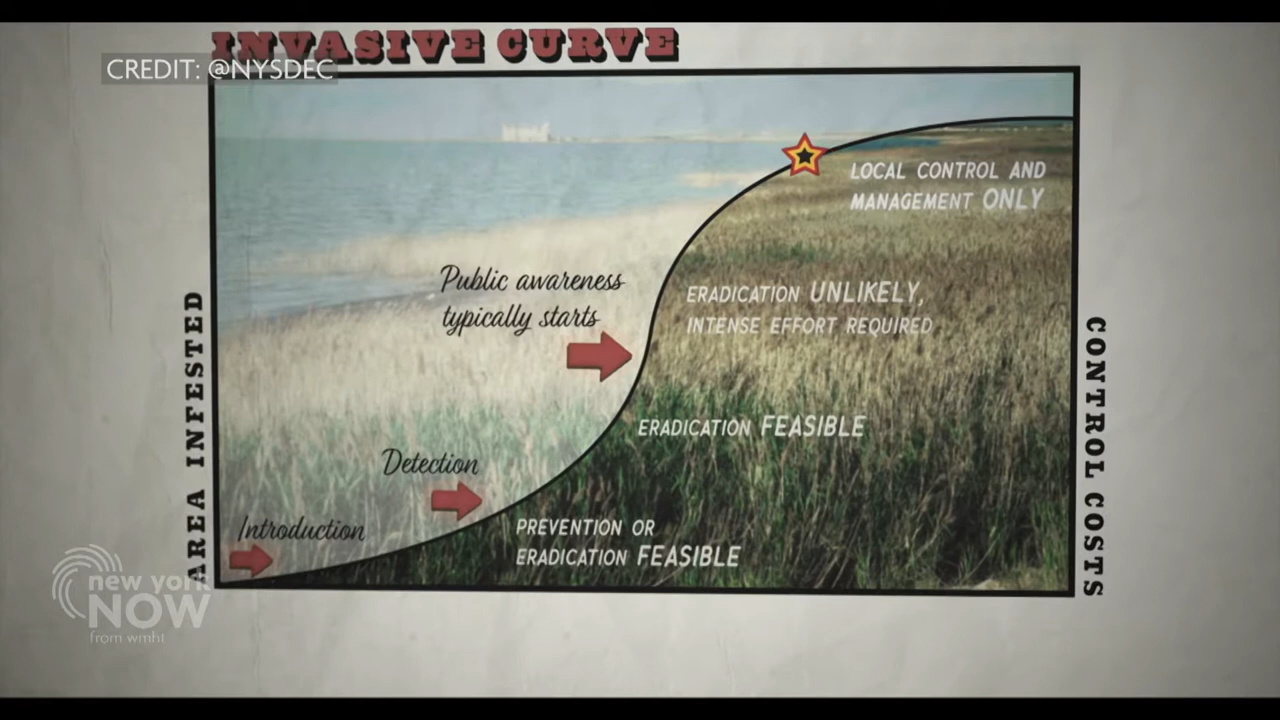 INVASIVE CURVE
CREDIT: @NYSDEC
LOCAL CONTROL AND
MANAGEMENT ONLY
Public awareness
typically starts
ERADICATION UNLIKELY,
INTENSE EFFORT REQUIRED
ERADICATION FEASIBLE
Detection
Introduction
PREVENTION OR
ERADICATION FEASIBLE
AREA INFESTED
CONTROL COSTS
new york
NOW
from wmht